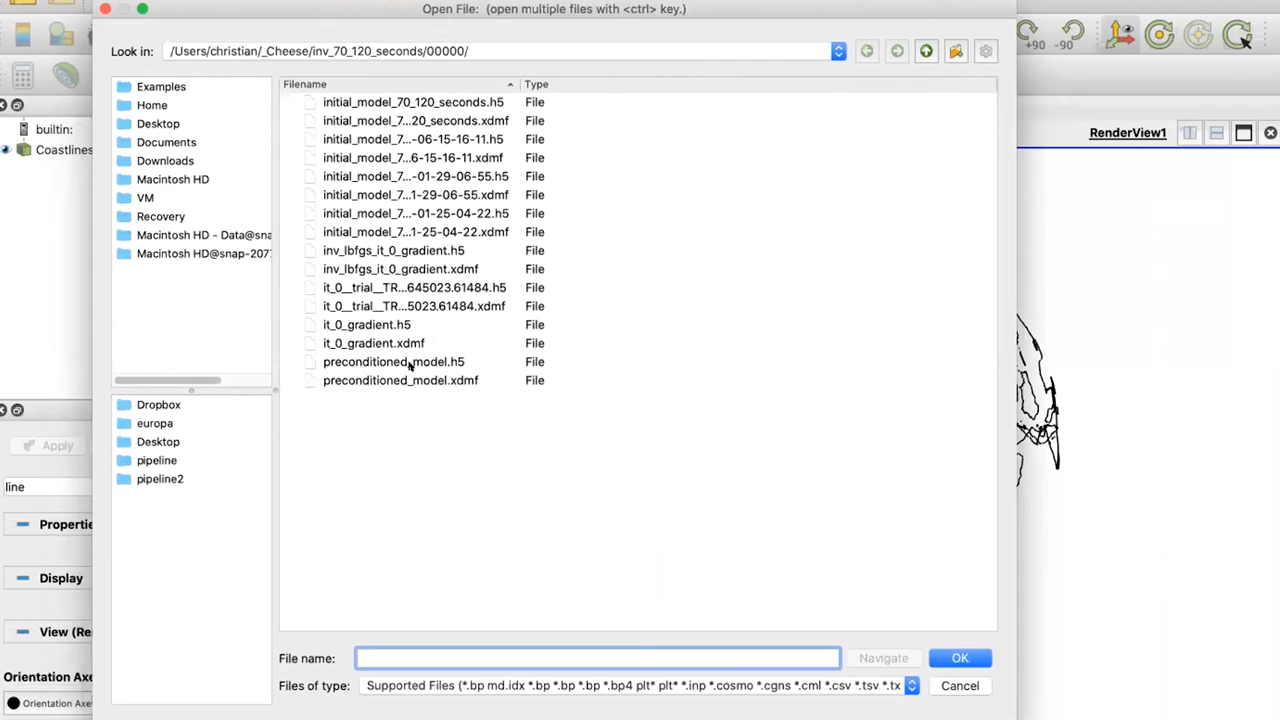 Open File: (open multiple files with <ctrl> key.)
Look in: /Users/christian/_Cheese/inv_70_120_seconds/00000/
+90 -90
Examples
Home
Desktop
Documents
Downloads
Macintosh HD
VM
Recovery
Macintosh HD - Data@sna
Macintosh HD@snap-2077
Filename Type
initial_model_70_120_seconds.h5 File
initial_model_7...20_seconds.xdmf File
initial_model_7...-06-15-16-11.h5 File
initial_model_7...6-15-16-11.xdmf File
initial_model_7...-01-29-06-55.h5 File
initial_model_7...1-29-06-55.xdmf File
initial_model_7...-01-25-04-22.h5 File
initial_model_7...1-25-04-22.xdmf File
inv_lbfgs_it_0_gradient.h5 File
inv_lbfgs_it_0_gradient.xdmf File
it_0__trial__TR...645023.61484.h5 File
it_0__trial__TR...5023.61484.xdmf File
it_0_gradient.h5 File
it_0_gradient.xdmf File
preconditioned_model.h5 File
preconditioned_model.xdmf File
Dropbox
europa
Desktop
pipeline
pipeline2
File name: Navigate OK
Files of type: Supported Files (*.bp md.idx *.bp *.bp *.bp *.bp4 plt* plt* *.inp *.cosmo *.cgns *.cml *.csv *.tsv *.tx Cancel
builtin:
Coastlines
Apply
line
Propertie
Display
View (Re
Orientation Axe
Orientation Axe
RenderView1